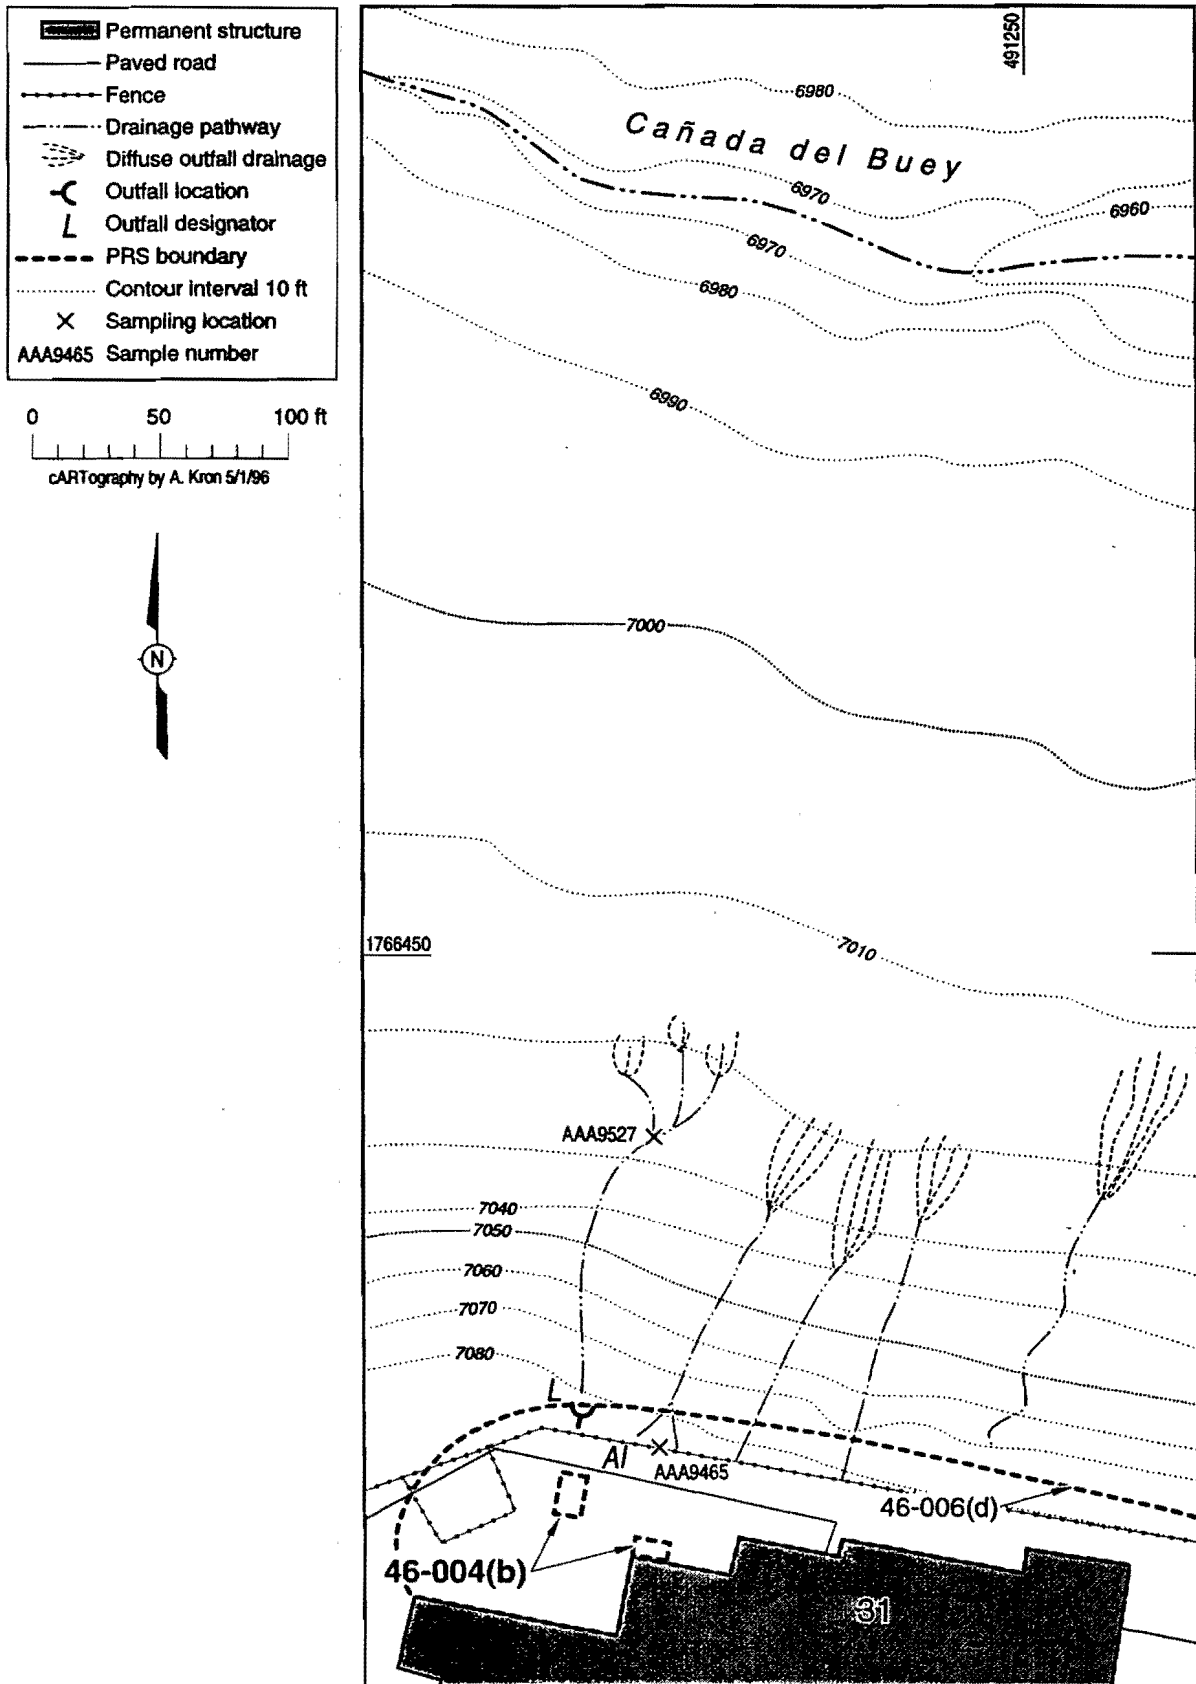 Permanent structure
Paved road
Fence
Drainage pathway
Diffuse outfall drainage
Outfall location
L Outfall designator
PRS boundary
Contour interval 10 ft
Sampling location
AAA9465 Sample number
0 50 100 ft
cARTography by A. Kron 5/1/96
N
491250
6980
Cañada del Buey
6970
6960
6970
6980
6990
7000
7010
1766450
AAA9527
7040
7050
7060
7070
7080
L
Al
AAA9465
46-006(d)
46-004(b)
31